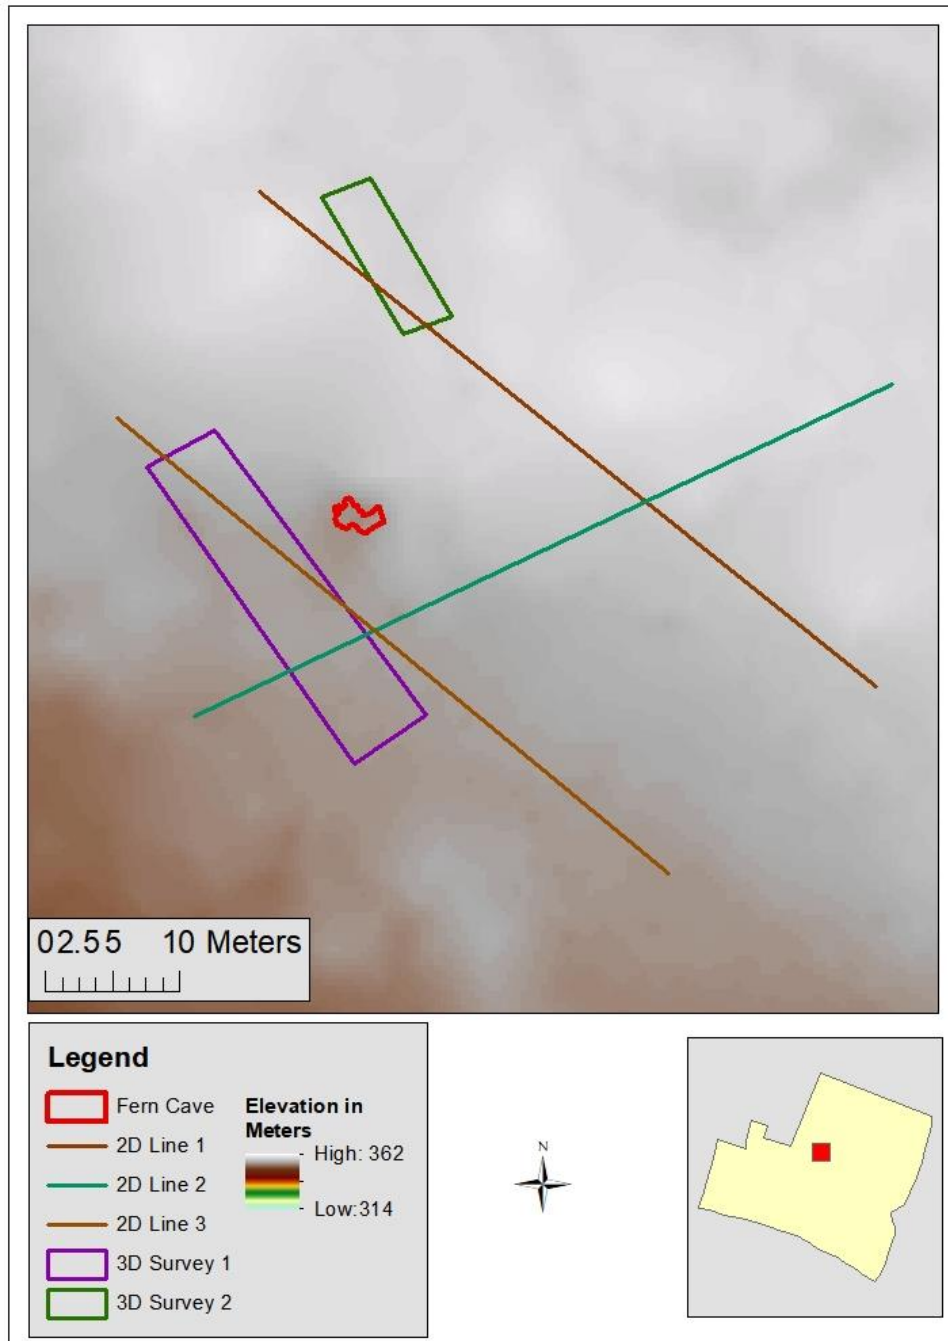 02.55 10 Meters
Legend
Fern Cave
2D Line 1
2D Line 2
2D Line 3
3D Survey 1
3D Survey 2
Elevation in
Meters
High: 362
Low:314
N